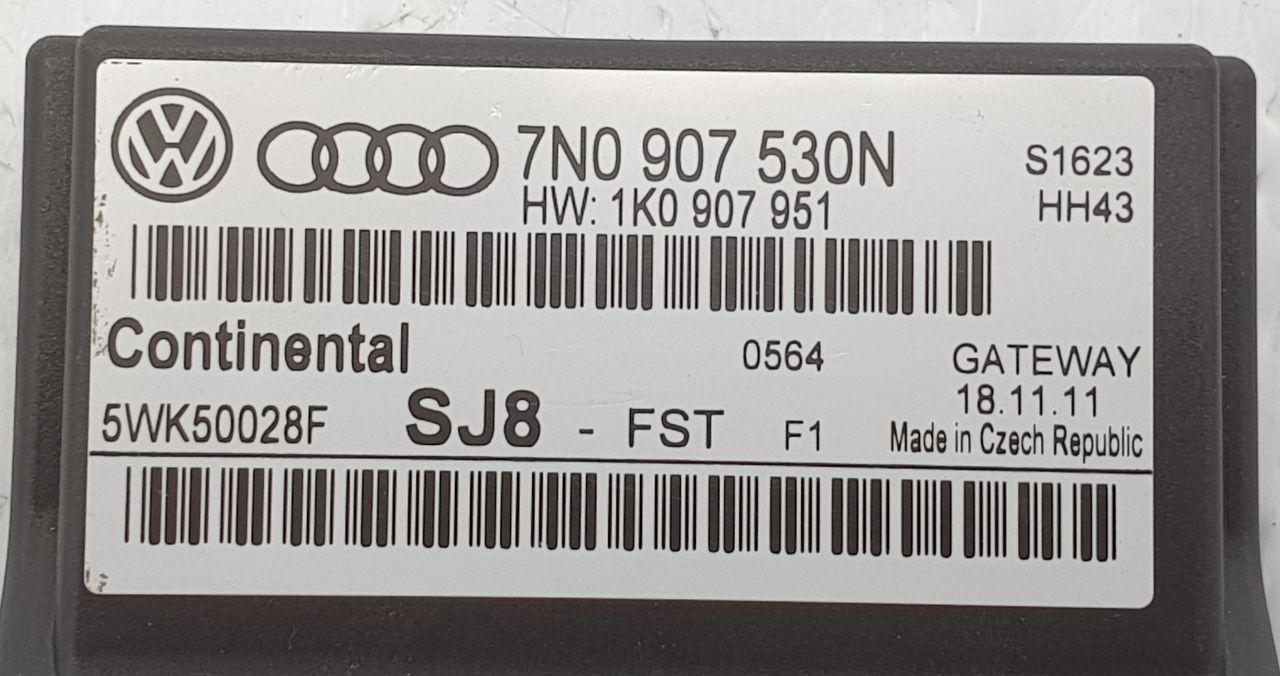 7N0 907 530N
HW: 1K0 907 951
S1623
HH43
Continental
0564
GATEWAY
18.11.11
5WK50028F
SJ8 - FST F1
Made in Czech Republic